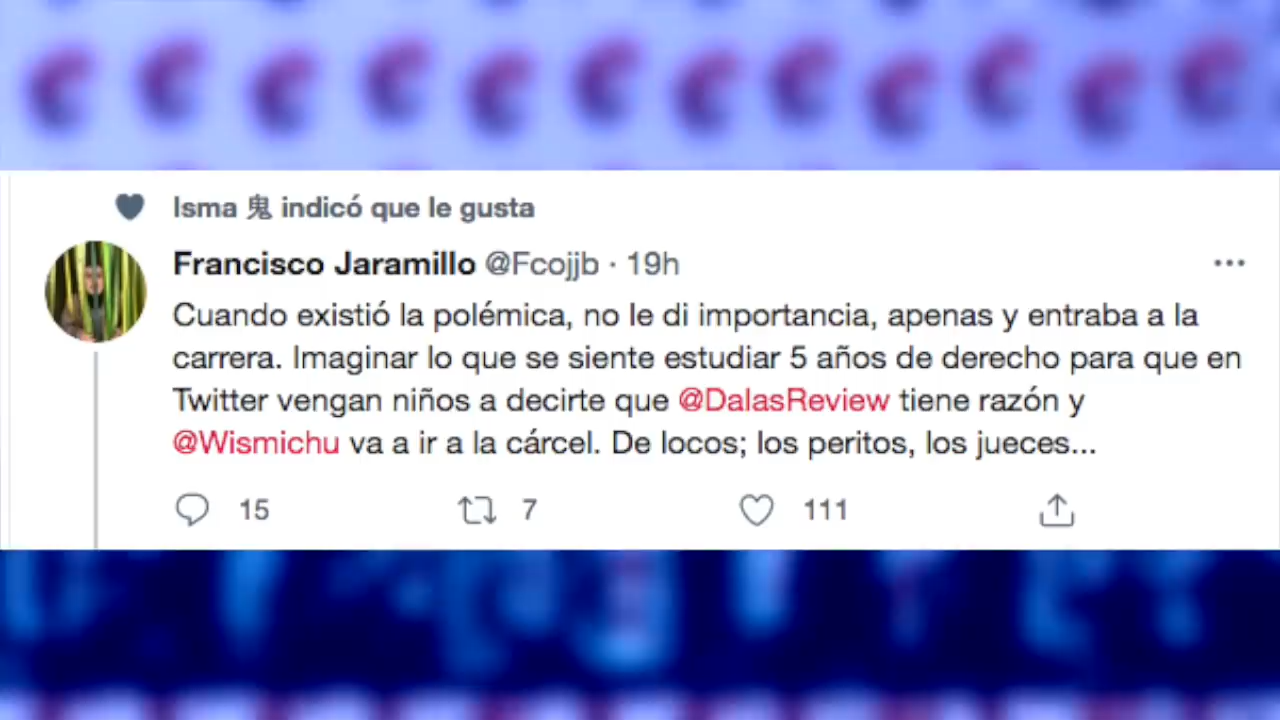 Isma 鬼 indicó que le gusta
Francisco Jaramillo @Fcojjb · 19h
Cuando existió la polémica, no le di importancia, apenas y entraba a la
carrera. Imaginar lo que se siente estudiar 5 años de derecho para que en
Twitter vengan niños a decirte que @DalasReview tiene razón y
@Wismichu va a ir a la cárcel. De locos; los peritos, los jueces...
15 7 111